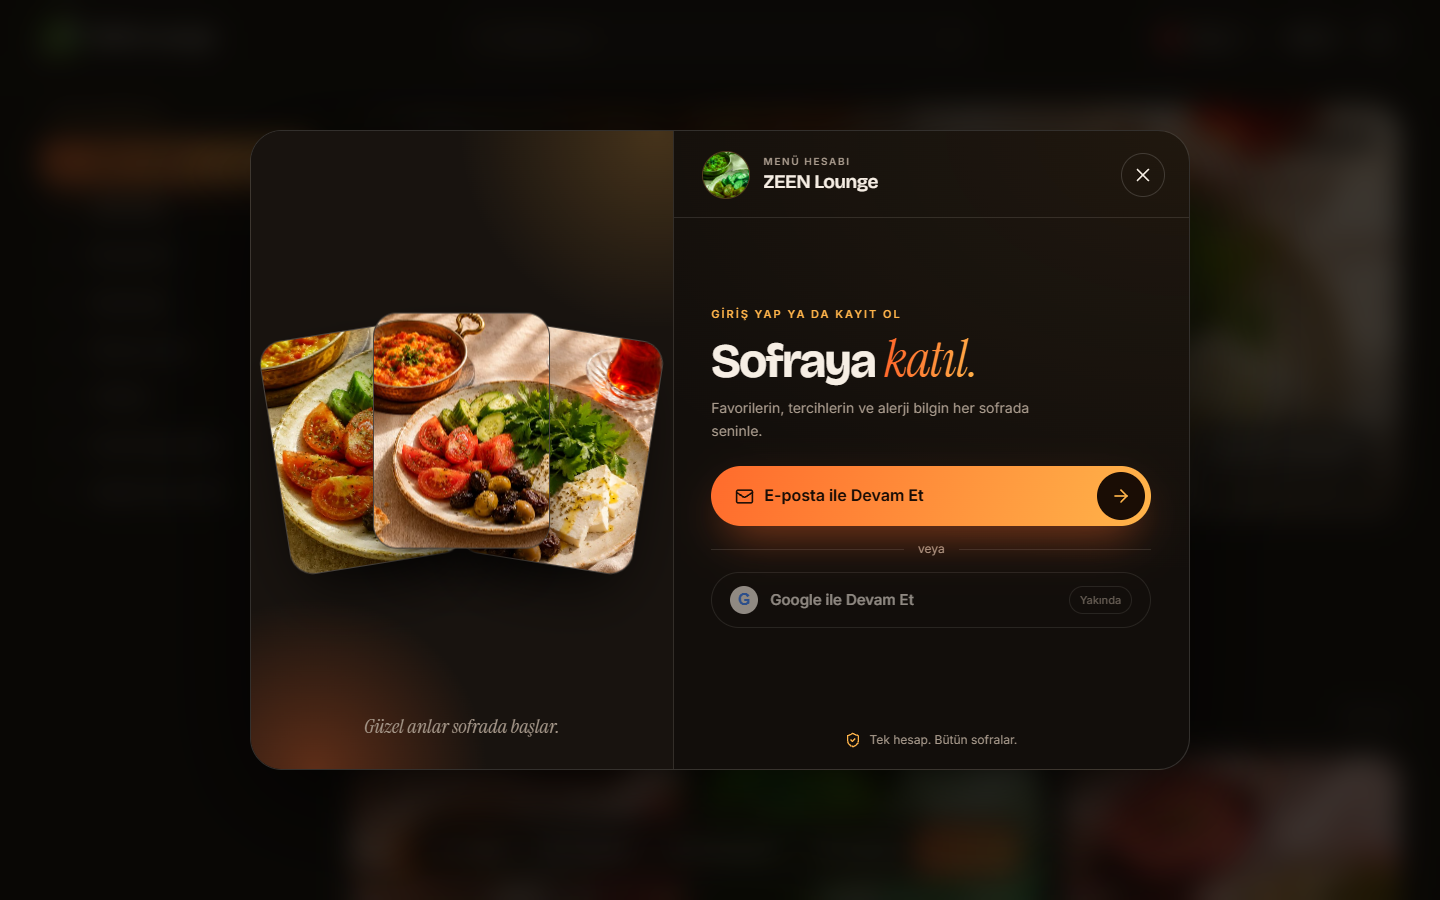 MENÜ HESABI
ZEEN Lounge
GİRİŞ YAP YA DA KAYIT OL
Sofraya katıl.
Favorilerin, tercihlerin ve alerji bilgin her sofrada
seninle.
E-posta ile Devam Et
veya
G Google ile Devam Et Yakında
Güzel anlar sofrada başlar.
Tek hesap. Bütün sofralar.